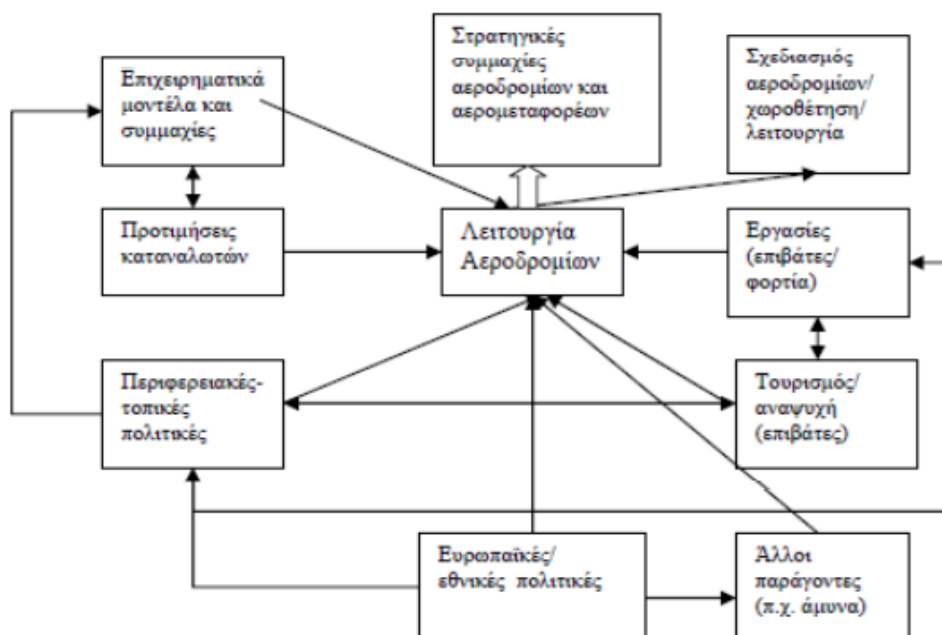 Επιχειρηματικά
μοντέλα και
συμμαχίες
Στρατηγικές
συμμαχίες
αεροδρομίων και
αερομεταφορέων
Σχεδιασμός
αεροδρομίων/
χωροθέτηση/
λειτουργία
Προτιμήσεις
καταναλωτών
Λειτουργία
Αεροδρομίων
Εργασίες
(επιβάτες/
φορτία)
Περιφερειακές-
τοπικές
πολιτικές
Τουρισμός/
αναψυχή
(επιβάτες)
Ευρωπαϊκές/
εθνικές πολιτικές
Άλλοι
παράγοντες
(π.χ. άμυνα)